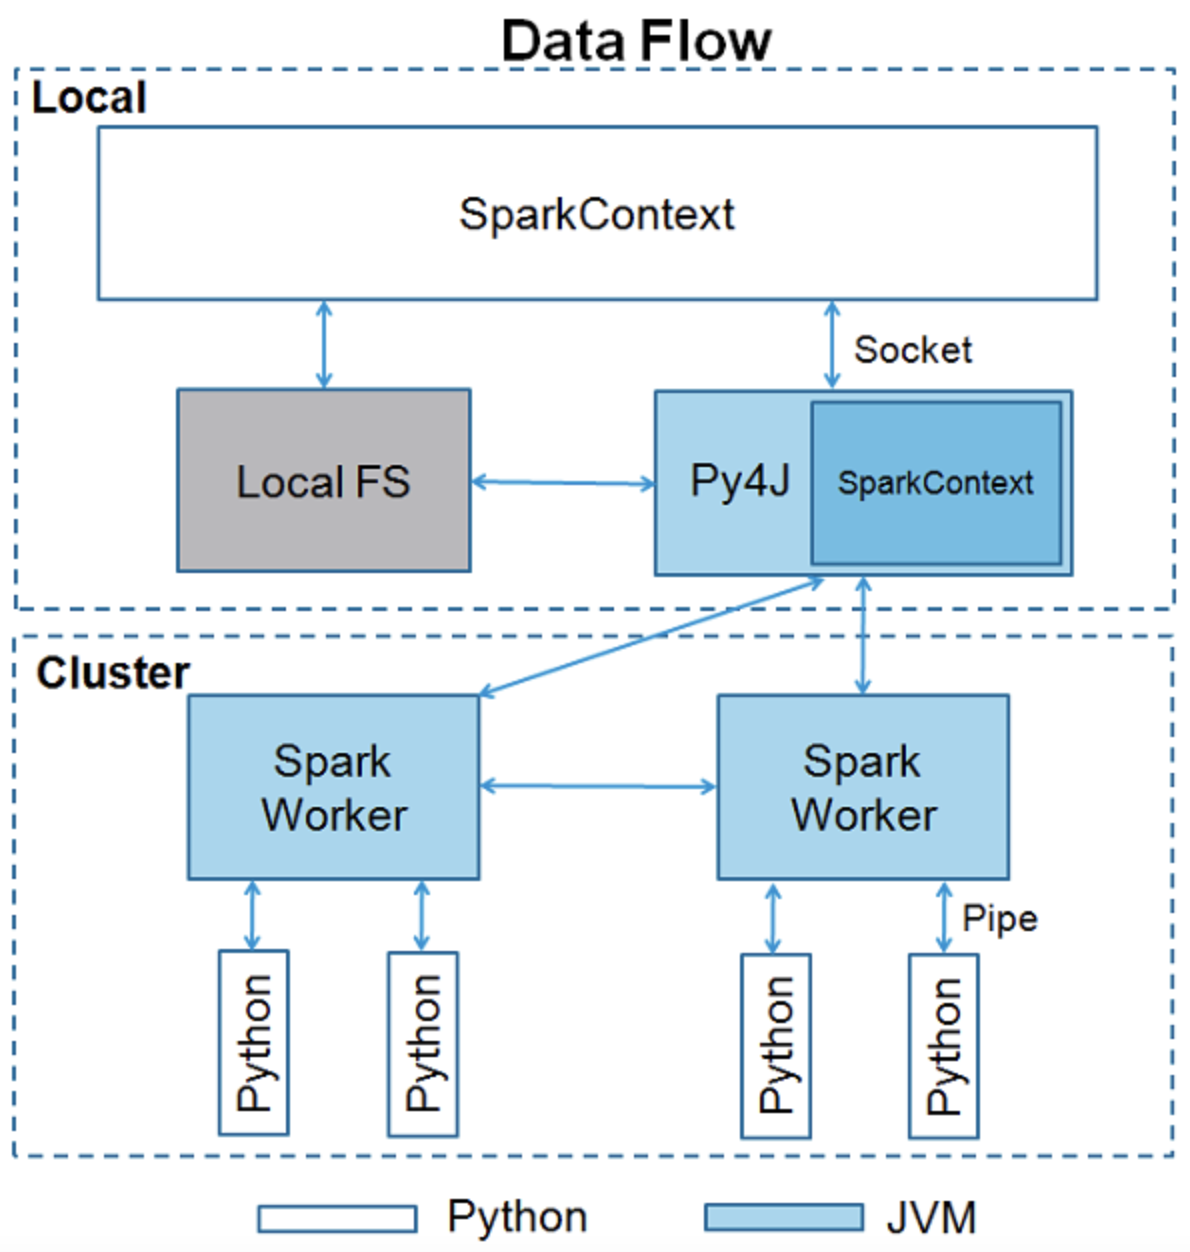 Data Flow
Local
SparkContext
Socket
Local FS
Py4J
SparkContext
Cluster
Spark
Worker
Spark
Worker
Pipe
Python
Python
Python
Python
Python
JVM